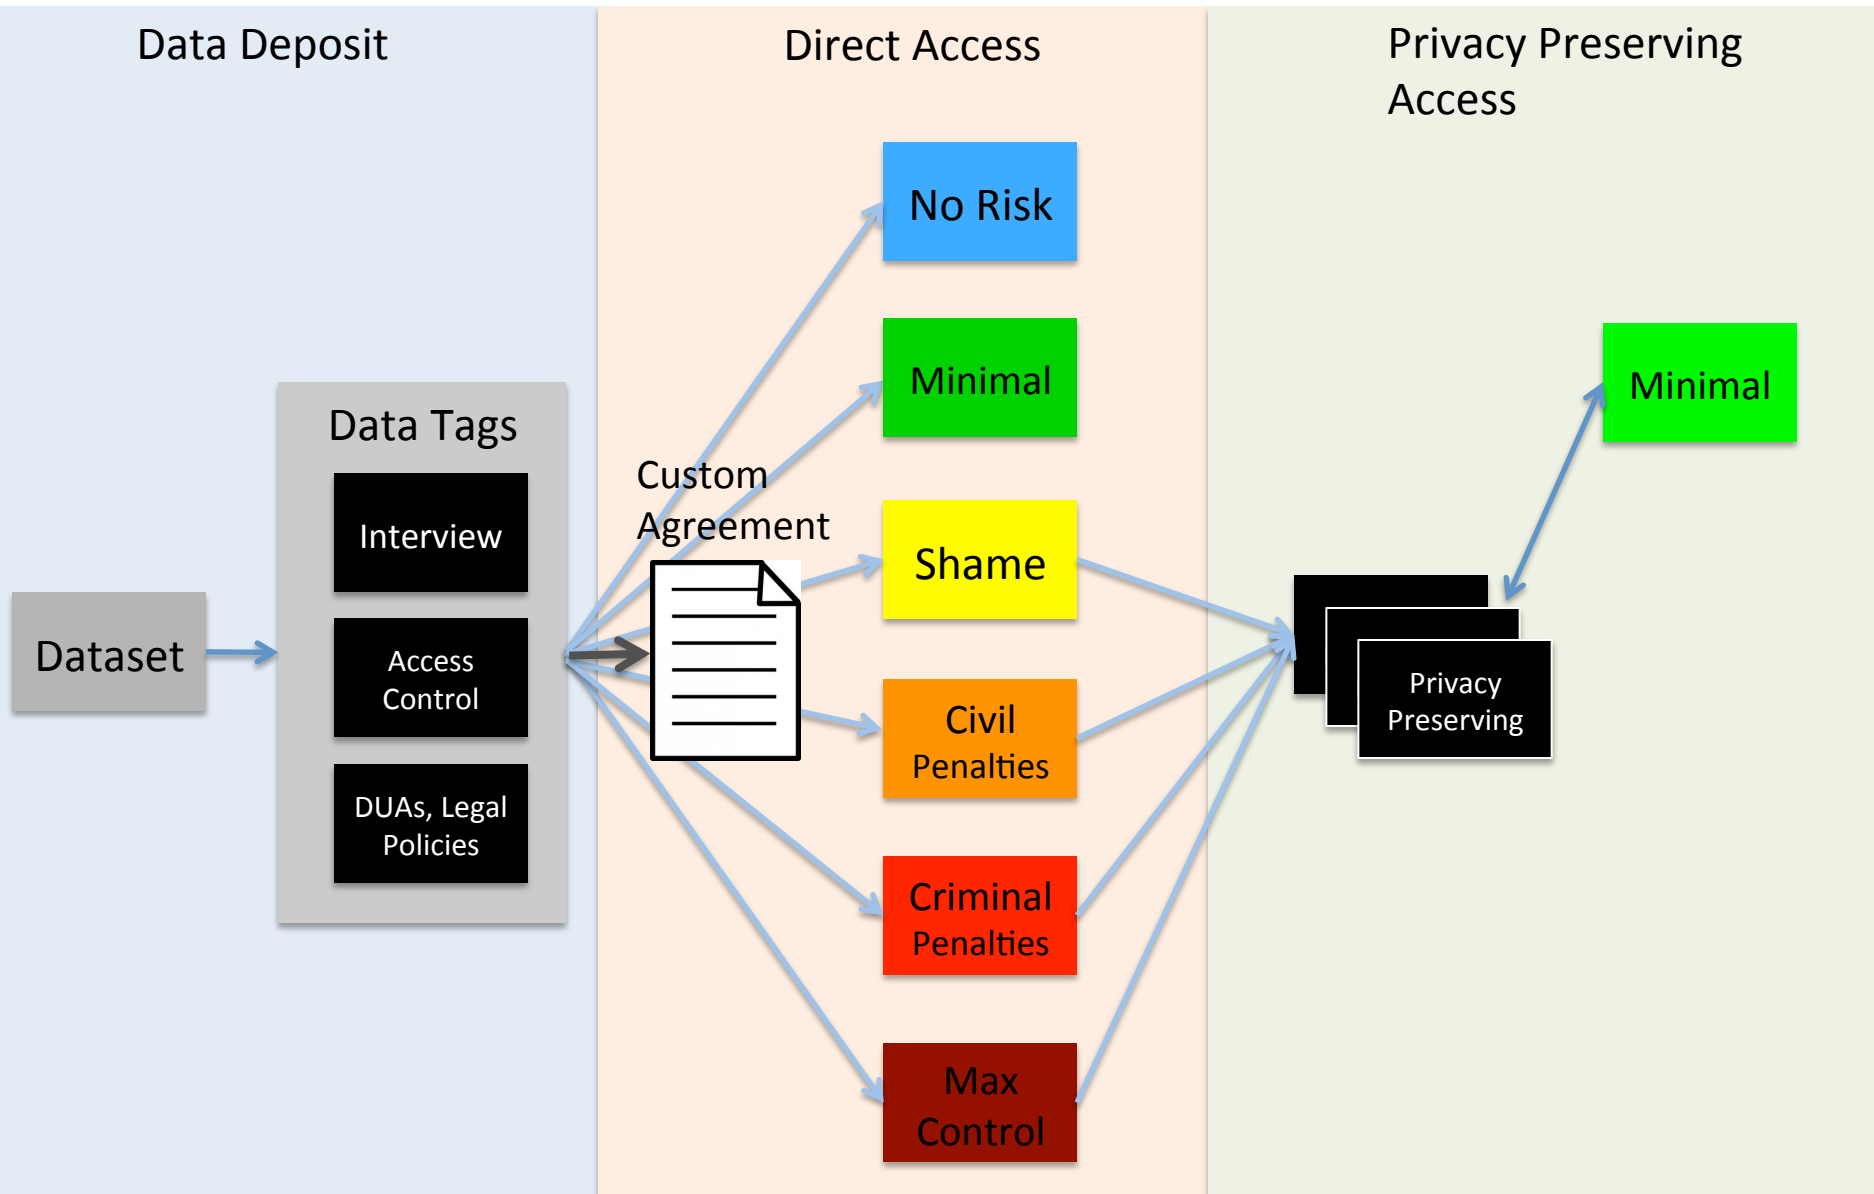 Data Deposit
Direct Access
Privacy Preserving
Access
No Risk
Minimal
Minimal
Data Tags
Custom
Agreement
Interview
Shame
Dataset
Access
Control
Privacy
Preserving
Civil
Penalties
DUAs, Legal
Policies
Criminal
Penalties
Max
Control